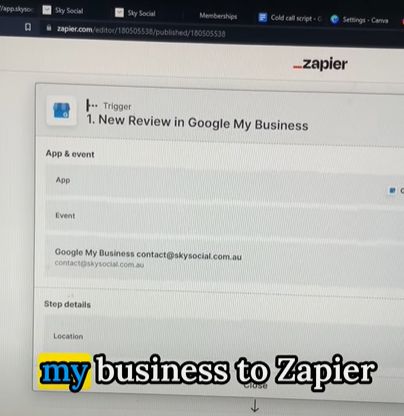 /app.skyso
Sky Social
Sky Social
Memberships
Cold call script - G
Settings - Canva
zapier.com/editor/180505538/published/180505538
_zapier
Trigger
1. New Review in Google My Business
App & event
App
Event
Google My Business contact@skysocial.com.au
contact@skysocial.com.au
Step details
Location
my business to Zapier
Close